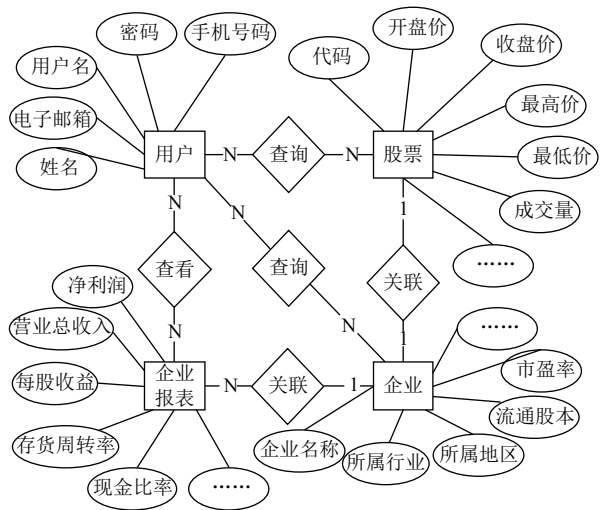 密码
手机号码
开盘价
代码
收盘价
用户名
最高价
电子邮箱
用户
N
查询
N
股票
最低价
姓名
成交量
N
N
1
查看
查询
关联
……
净利润
营业总收入
N
N
1
……
企业
报表
市盈率
每股收益
N
关联
1
企业
流通股本
存货周转率
企业名称
所属行业
所属地区
现金比率
……